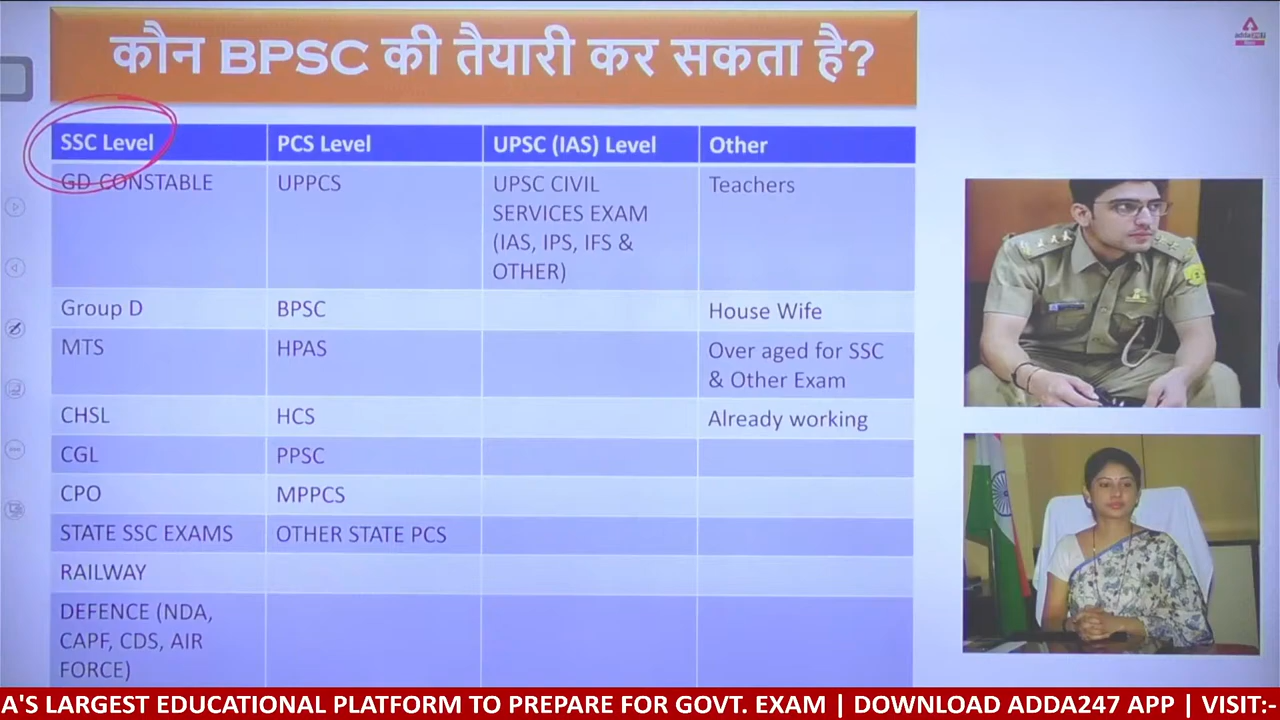 कौन BPSC की तैयारी कर सकता है?
adda247
SSC Level
PCS Level
UPSC (IAS) Level
Other
GD CONSTABLE
UPPCS
UPSC CIVIL
SERVICES EXAM
(IAS, IPS, IFS &
OTHER)
Teachers
Group D
BPSC
House Wife
MTS
HPAS
Over aged for SSC
& Other Exam
CHSL
HCS
Already working
CGL
PPSC
CPO
MPPCS
STATE SSC EXAMS
OTHER STATE PCS
RAILWAY
DEFENCE (NDA,
CAPF, CDS, AIR
FORCE)
A'S LARGEST EDUCATIONAL PLATFORM TO PREPARE FOR GOVT. EXAM | DOWNLOAD ADDA247 APP | VISIT:-